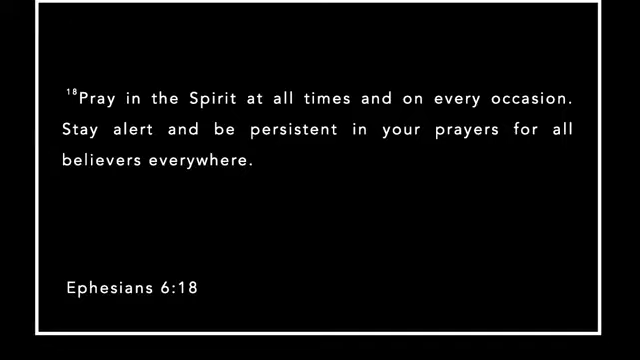 ¹⁸Pray in the Spirit at all times and on every occasion.
Stay alert and be persistent in your prayers for all
believers everywhere.
Ephesians 6:18